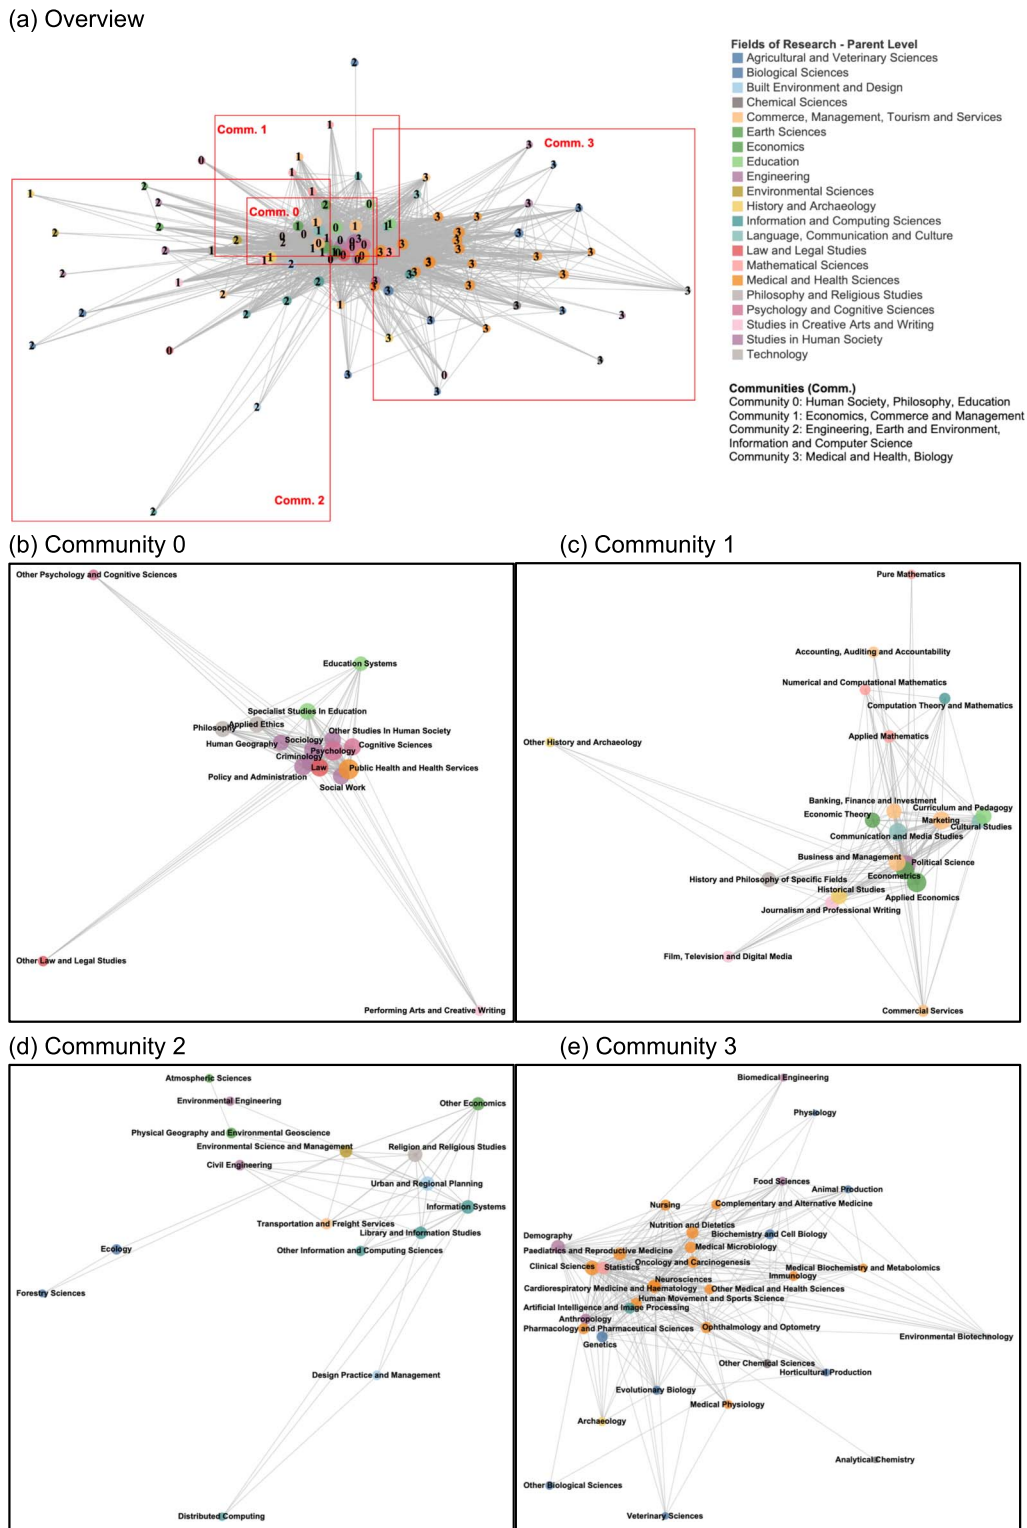 (a) Overview
Comm. 1
Comm. 3
Comm. 0
Comm. 2
Fields of Research - Parent Level
Agricultural and Veterinary Sciences
Biological Sciences
Built Environment and Design
Chemical Sciences
Commerce, Management, Tourism and Services
Earth Sciences
Economics
Education
Engineering
Environmental Sciences
History and Archaeology
Information and Computing Sciences
Language, Communication and Culture
Law and Legal Studies
Mathematical Sciences
Medical and Health Sciences
Philosophy and Religious Studies
Psychology and Cognitive Sciences
Studies in Creative Arts and Writing
Studies in Human Society
Technology
Communities (Comm.)
Community 0: Human Society, Philosophy, Education
Community 1: Economics, Commerce and Management
Community 2: Engineering, Earth and Environment,
Information and Computer Science
Community 3: Medical and Health, Biology
(b) Community 0
Other Psychology and Cognitive Sciences
Education Systems
Specialist Studies In Education
Philosophy
Applied Ethics
Other Studies In Human Society
Human Geography
Sociology
Cognitive Sciences
Psychology
Criminology
Law
Public Health and Health Services
Policy and Administration
Social Work
Other Law and Legal Studies
Performing Arts and Creative Writing
(c) Community 1
Pure Mathematics
Accounting, Auditing and Accountability
Numerical and Computational Mathematics
Computation Theory and Mathematics
Applied Mathematics
Other History and Archaeology
Banking, Finance and Investment
Curriculum and Pedagogy
Economic Theory
Marketing
Cultural Studies
Communication and Media Studies
Business and Management
Political Science
Econometrics
History and Philosophy of Specific Fields
Historical Studies
Applied Economics
Journalism and Professional Writing
Film, Television and Digital Media
Commercial Services
(d) Community 2
Atmospheric Sciences
Environmental Engineering
Other Economics
Physical Geography and Environmental Geoscience
Environmental Science and Management
Religion and Religious Studies
Civil Engineering
Urban and Regional Planning
Information Systems
Transportation and Freight Services
Library and Information Studies
Ecology
Other Information and Computing Sciences
Forestry Sciences
Design Practice and Management
Distributed Computing
(e) Community 3
Biomedical Engineering
Physiology
Food Sciences
Animal Production
Nursing
Complementary and Alternative Medicine
Nutrition and Dietetics
Demography
Biochemistry and Cell Biology
Paediatrics and Reproductive Medicine
Medical Microbiology
Oncology and Carcinogenesis
Clinical Sciences
Statistics
Medical Biochemistry and Metabolomics
Immunology
Neurosciences
Cardiorespiratory Medicine and Haematology
Other Medical and Health Sciences
Human Movement and Sports Science
Artificial Intelligence and Image Processing
Anthropology
Pharmacology and Pharmaceutical Sciences
Ophthalmology and Optometry
Environmental Biotechnology
Genetics
Other Chemical Sciences
Horticultural Production
Evolutionary Biology
Medical Physiology
Archaeology
Analytical Chemistry
Other Biological Sciences
Veterinary Sciences